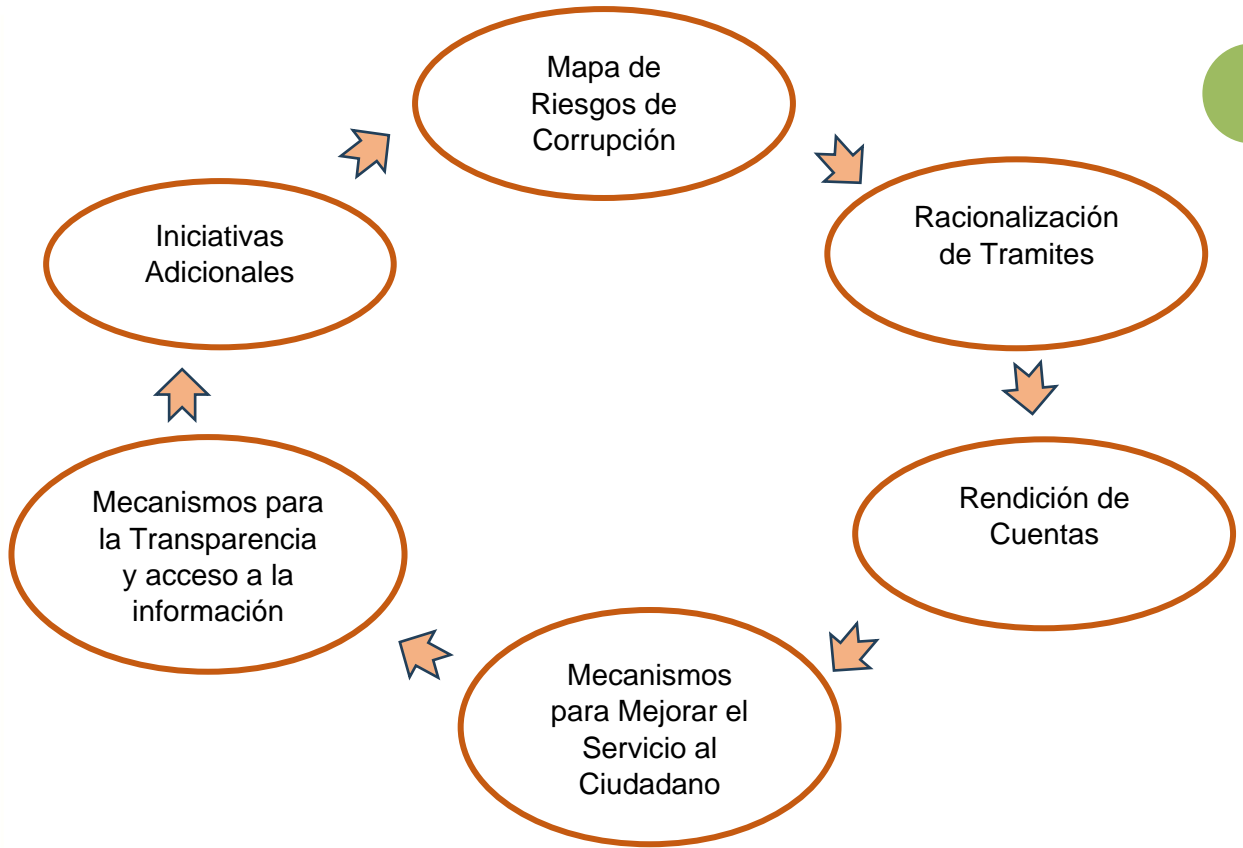 Mapa de
Riesgos de
Corrupción
Racionalización
de Tramites
Rendición de
Cuentas
Mecanismos
para Mejorar el
Servicio al
Ciudadano
Mecanismos para
la Transparencia
y acceso a la
información
Iniciativas
Adicionales